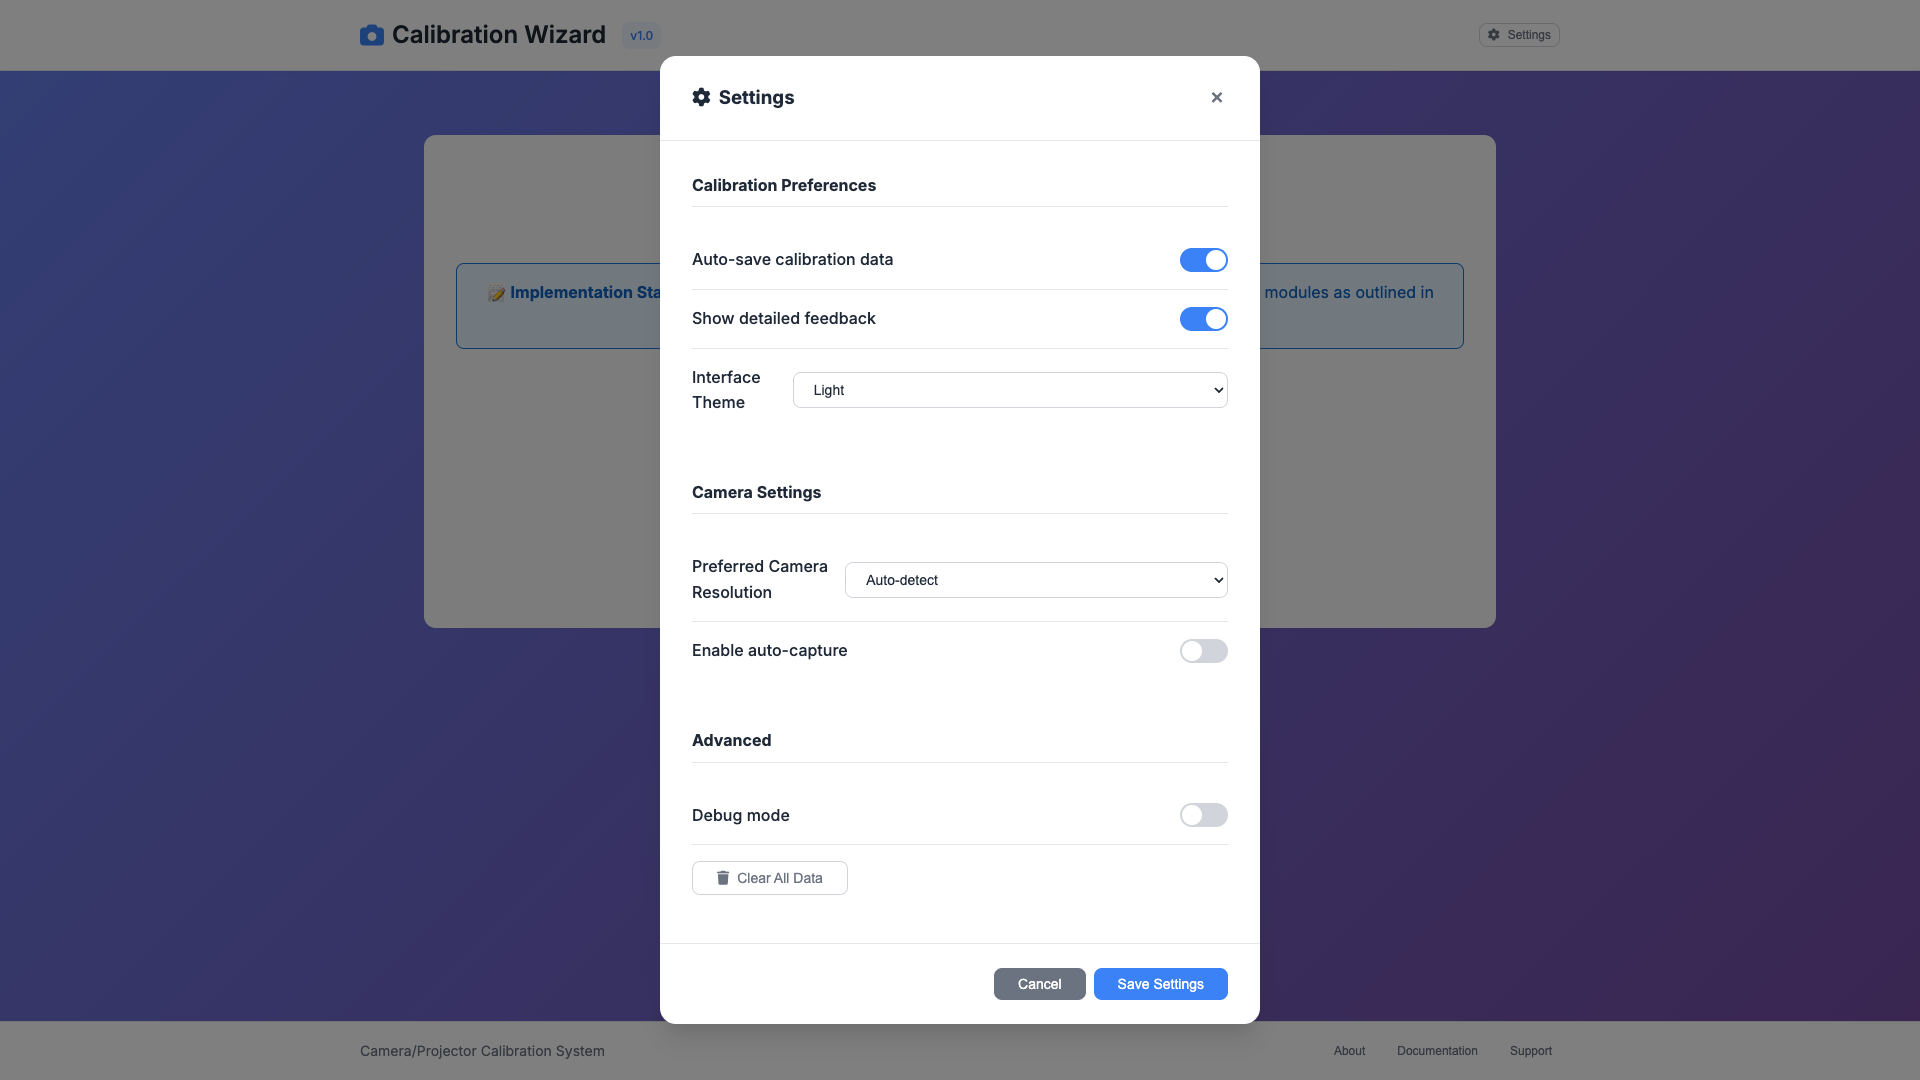 Calibration Wizard v1.0
Settings
Settings
×
Calibration Preferences
Auto-save calibration data
Implementation Sta
modules as outlined in
Show detailed feedback
Interface
Theme
Light
Camera Settings
Preferred Camera
Resolution
Auto-detect
Enable auto-capture
Advanced
Debug mode
Clear All Data
Cancel
Save Settings
Camera/Projector Calibration System
About
Documentation
Support